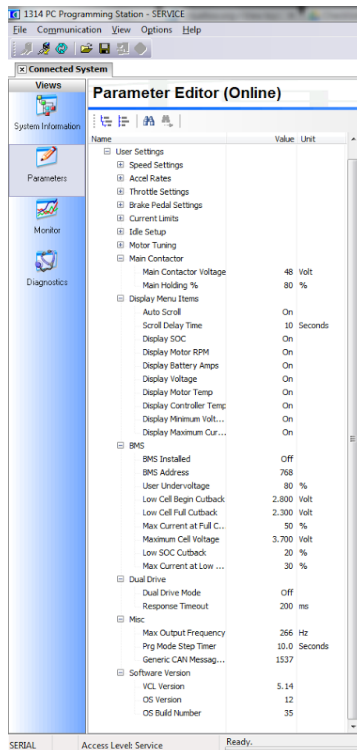 1314 PC Programming Station - SERVICE
File Communication View Options Help
Connected System
Views
Parameter Editor (Online)
System Information
Parameters
Monitor
Diagnostics
Name Value Unit
User Settings
Speed Settings
Accel Rates
Throttle Settings
Brake Pedal Settings
Current Limits
Idle Setup
Motor Tuning
Main Contactor
Main Contactor Voltage 48 Volt
Main Holding % 80 %
Display Menu Items
Auto Scroll On
Scroll Delay Time 10 Seconds
Display SOC On
Display Motor RPM On
Display Battery Amps On
Display Voltage On
Display Motor Temp On
Display Controller Temp On
Display Minimum Volt... On
Display Maximum Cur... On
BMS
BMS Installed Off
BMS Address 768
User Undervoltage 80 %
Low Cell Begin Cutback 2.800 Volt
Low Cell Full Cutback 2.300 Volt
Max Current at Full C... 50 %
Maximum Cell Voltage 3.700 Volt
Low SOC Cutback 20 %
Max Current at Low ... 30 %
Dual Drive
Dual Drive Mode Off
Response Timeout 200 ms
Misc
Max Output Frequency 266 Hz
Prg Mode Step Timer 10.0 Seconds
Generic CAN Messag... 1537
Software Version
VCL Version 5.14
OS Version 12
OS Build Number 35
SERIAL Access Level: Service Ready.